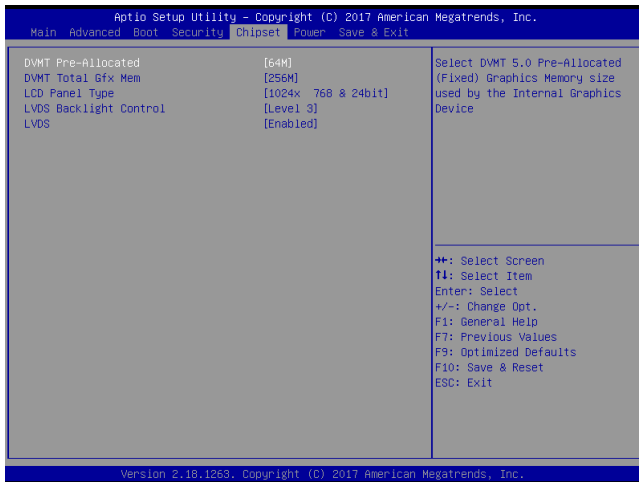 Aptio Setup Utility – Copyright (C) 2017 American Megatrends, Inc.
Main Advanced Boot Security Chipset Power Save & Exit
DVMT Pre-Allocated [64M]
DVMT Total Gfx Mem [256M]
LCD Panel Type [1024x 768 & 24bit]
LVDS Backlight Control [Level 3]
LVDS [Enabled]
Select DVMT 5.0 Pre-Allocated
(Fixed) Graphics Memory size
used by the Internal Graphics
Device
→←: Select Screen
↑↓: Select Item
Enter: Select
+/-: Change Opt.
F1: General Help
F7: Previous Values
F9: Optimized Defaults
F10: Save & Reset
ESC: Exit
Version 2.18.1263. Copyright (C) 2017 American Megatrends, Inc.